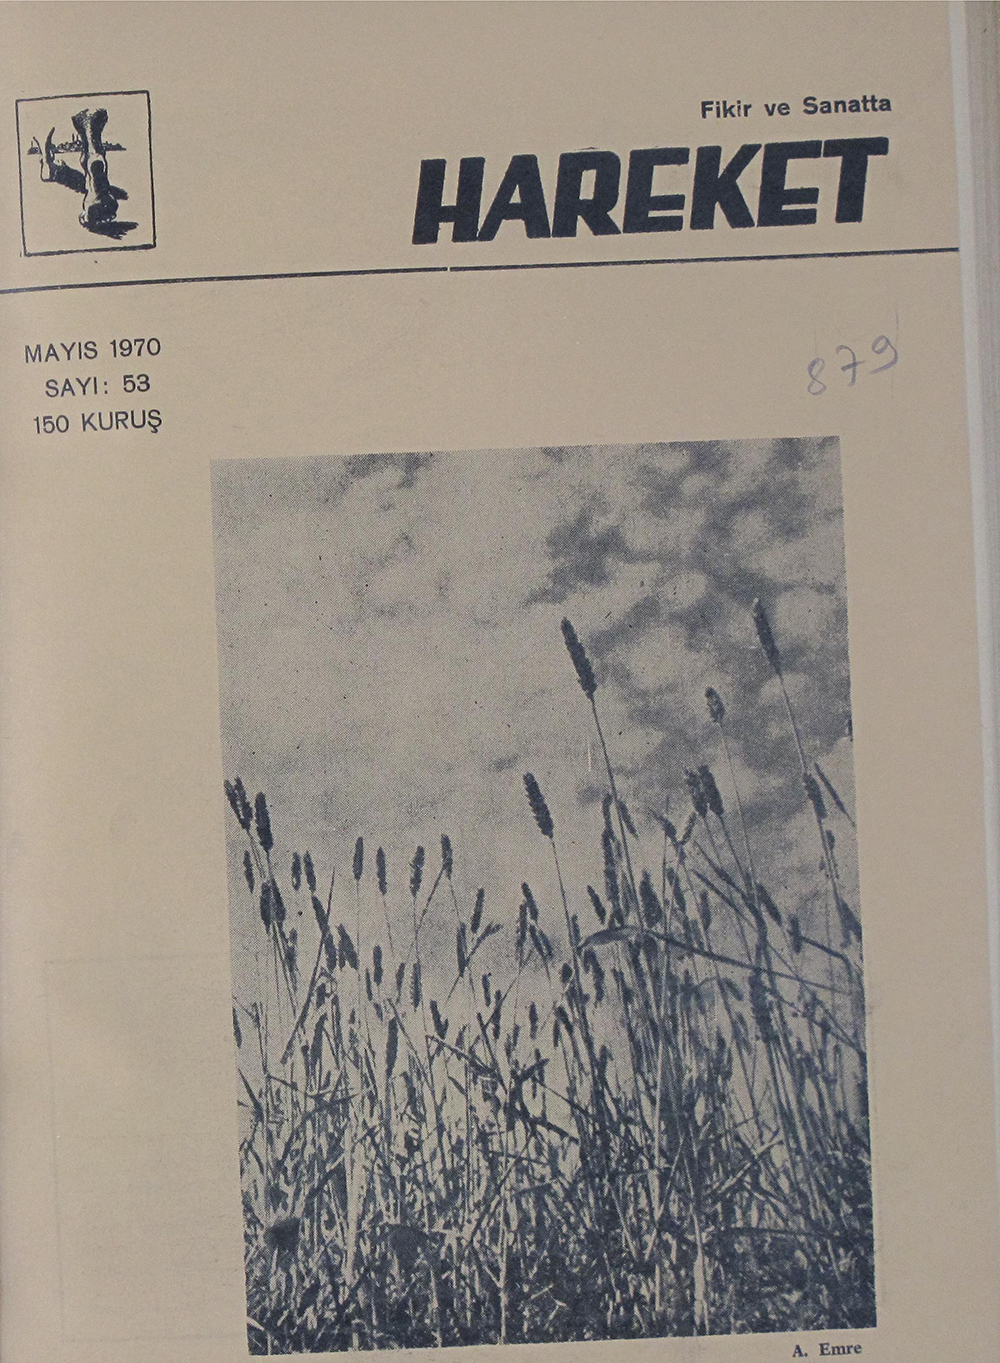 Fikir ve Sanatta
HAREKET
MAYIS 1970
SAYI: 53
150 KURUŞ
879
A. Emre